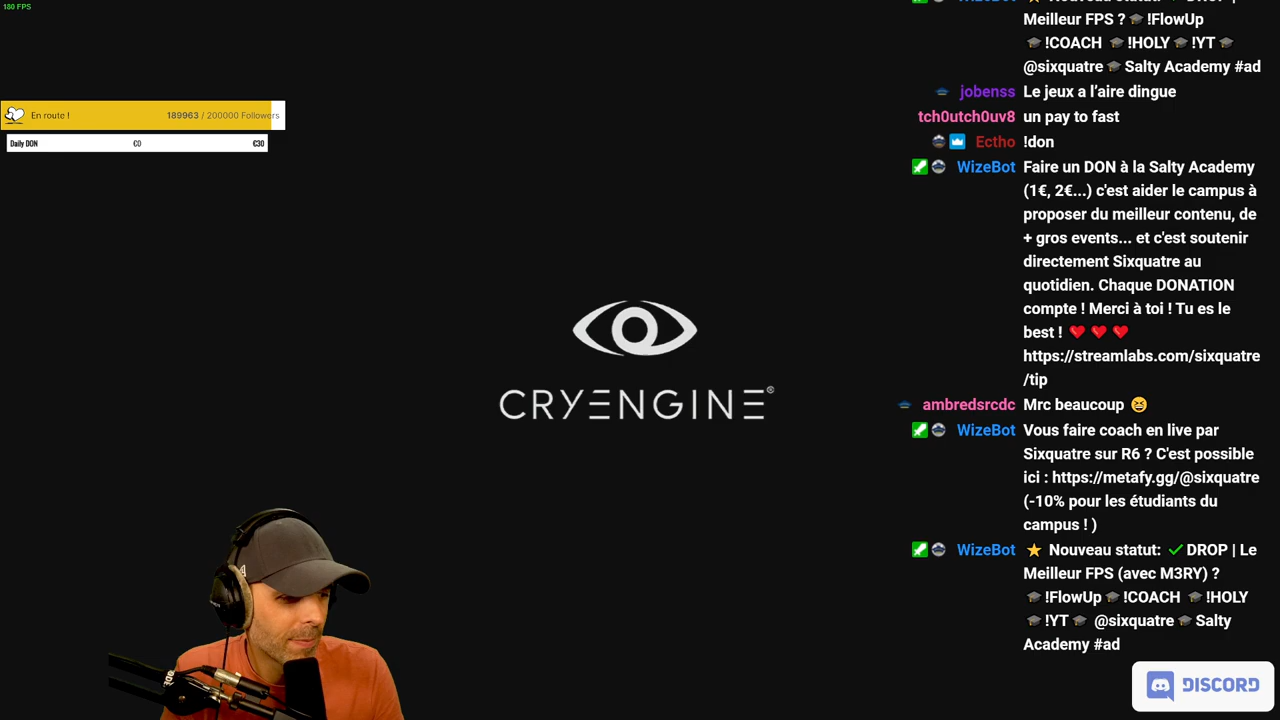 180 FPS
En route !
189963 / 200000 Followers
Daily DON €0 €30
CRYENGINE®
Meilleur FPS ?🎓!FlowUp
🎓!COACH 🎓!HOLY🎓!YT🎓
@sixquatre🎓Salty Academy #ad
jobenss Le jeux a l’aire dingue
tch0utch0uv8 un pay to fast
Ectho !don
WizeBot Faire un DON à la Salty Academy
(1€, 2€...) c'est aider le campus à
proposer du meilleur contenu, de
+ gros events... et c'est soutenir
directement Sixquatre au
quotidien. Chaque DONATION
compte ! Merci à toi ! Tu es le
best ! ❤️ ❤️ ❤️
https://streamlabs.com/sixquatre
/tip
ambredsrcdc Mrc beaucoup 😆
WizeBot Vous faire coach en live par
Sixquatre sur R6 ? C'est possible
ici : https://metafy.gg/@sixquatre
(-10% pour les étudiants du
campus ! )
WizeBot ⭐ Nouveau statut: ✔DROP | Le
Meilleur FPS (avec M3RY) ?
🎓!FlowUp🎓!COACH 🎓!HOLY
🎓!YT🎓 @sixquatre🎓Salty
Academy #ad
DISCORD